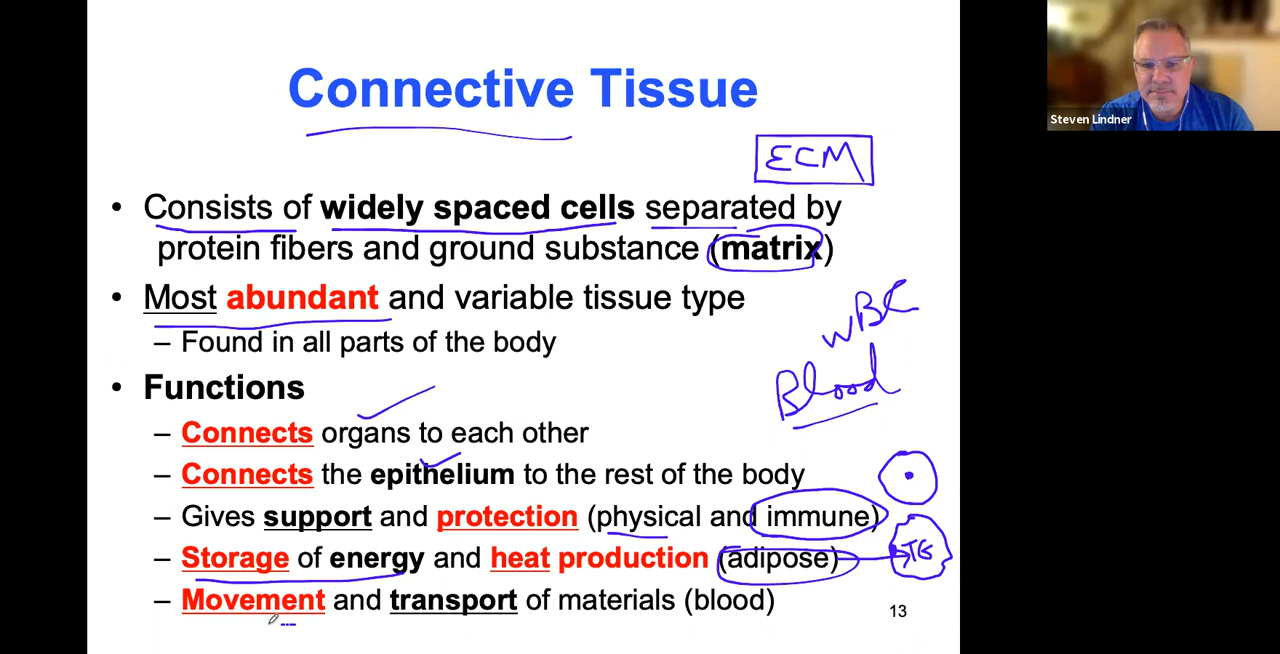 Connective Tissue
Steven Lindner
ECM
• Consists of widely spaced cells separated by
protein fibers and ground substance (matrix)
• Most abundant and variable tissue type
– Found in all parts of the body
WBC
Blood
• Functions
– Connects organs to each other
– Connects the epithelium to the rest of the body
– Gives support and protection (physical and immune)
– Storage of energy and heat production (adipose)
TG
– Movement and transport of materials (blood)
13